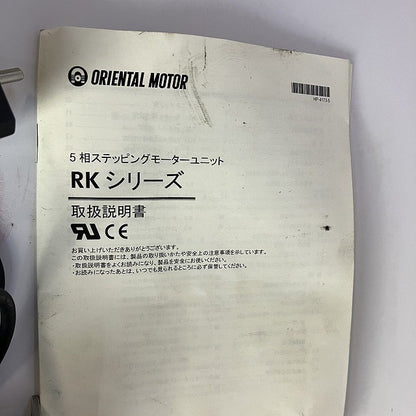 ORIENTAL MOTOR
HP-4173-5
5 相ステッピングモーターユニット
RK シリーズ
取扱説明書
お買い上げいただきありがとうございます。
この取扱説明書には、製品の取り扱いかたや安全上の注意事項を示しています。
・取扱説明書をよくお読みになり、製品を安全にお使いください。
・お読みになったあとは、いつでも見られるところに必ず保管してください。